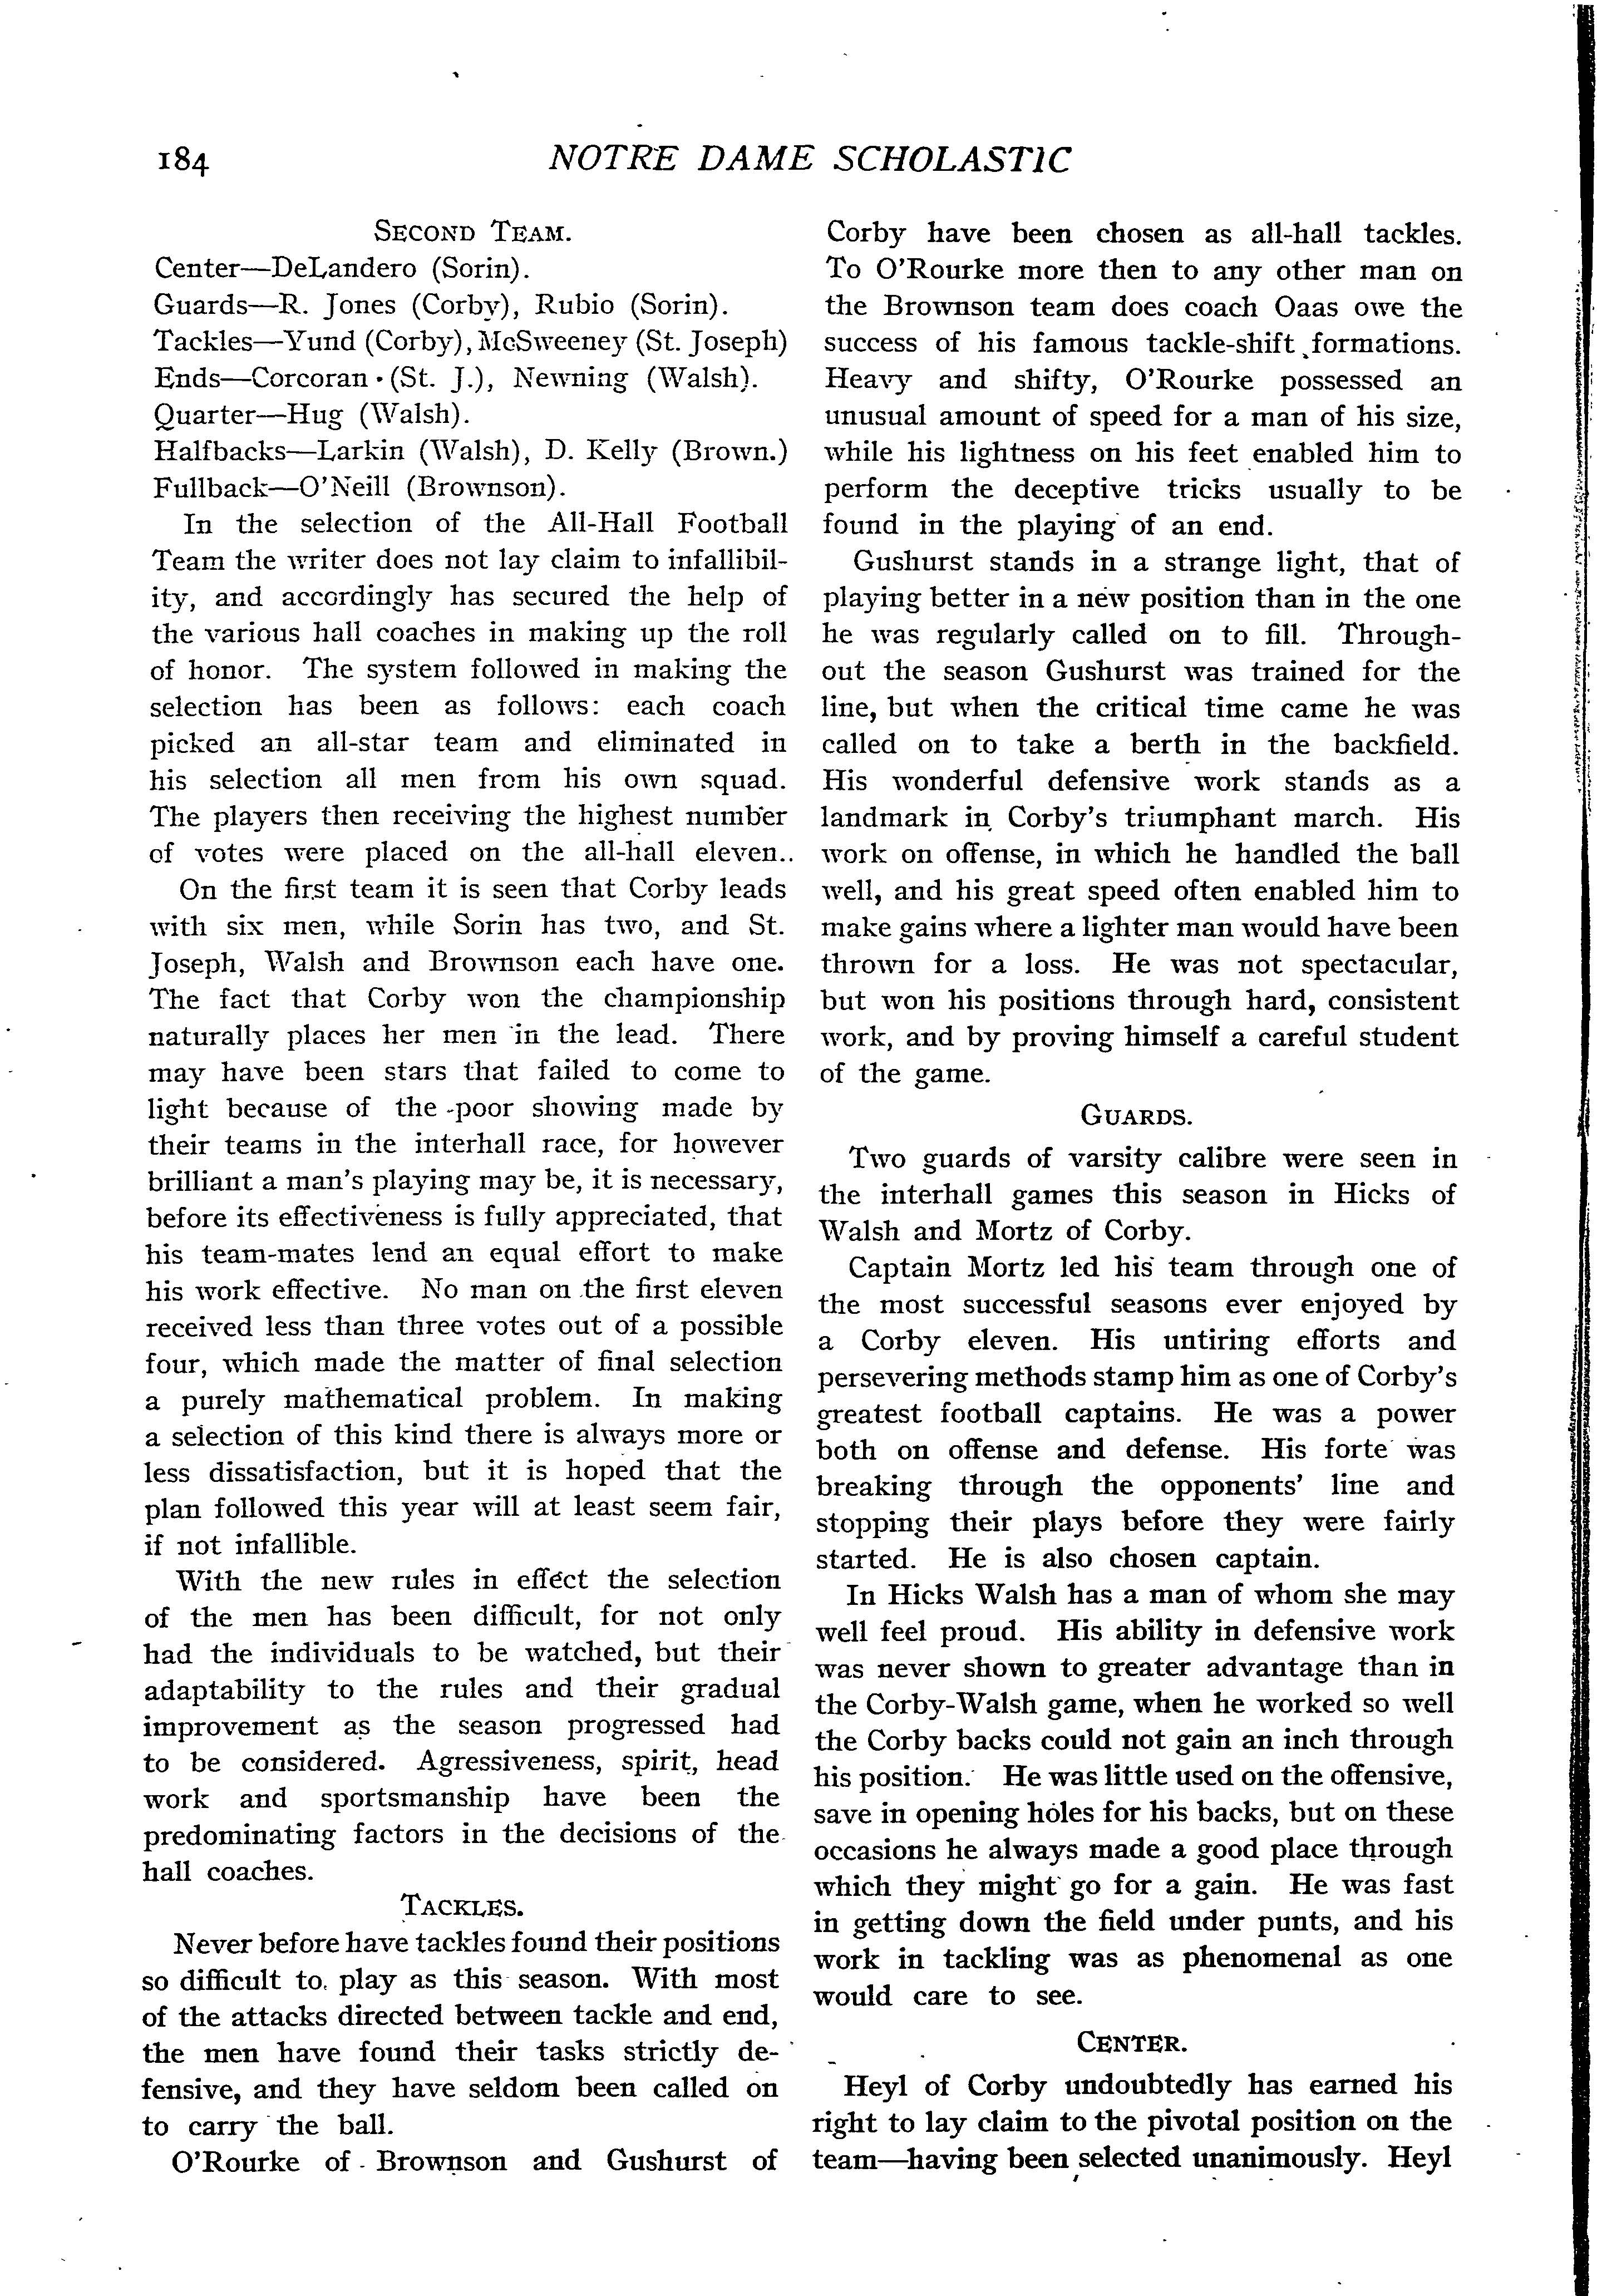 184
NOTRE DAME SCHOLASTIC
SECOND TEAM.
Center—DeLandero (Sorin).
Guards—R. Jones (Corby), Rubio (Sorin).
Tackles—Yund (Corby), McSweeney (St. Joseph)
Ends—Corcoran (St. J.), Newning (Walsh).
Quarter—Hug (Walsh).
Halfbacks—Larkin (Walsh), D. Kelly (Brown.)
Fullback—O'Neill (Brownson).
In the selection of the All-Hall Football
Team the writer does not lay claim to infallibil-
ity, and accordingly has secured the help of
the various hall coaches in making up the roll
of honor. The system followed in making the
selection has been as follows: each coach
picked an all-star team and eliminated in
his selection all men from his own squad.
The players then receiving the highest number
of votes were placed on the all-hall eleven..
On the first team it is seen that Corby leads
with six men, while Sorin has two, and St.
Joseph, Walsh and Brownson each have one.
The fact that Corby won the championship
naturally places her men in the lead. There
may have been stars that failed to come to
light because of the poor showing made by
their teams in the interhall race, for however
brilliant a man's playing may be, it is necessary,
before its effectiveness is fully appreciated, that
his team-mates lend an equal effort to make
his work effective. No man on the first eleven
received less than three votes out of a possible
four, which made the matter of final selection
a purely mathematical problem. In making
a selection of this kind there is always more or
less dissatisfaction, but it is hoped that the
plan followed this year will at least seem fair,
if not infallible.
With the new rules in effect the selection
of the men has been difficult, for not only
had the individuals to be watched, but their
adaptability to the rules and their gradual
improvement as the season progressed had
to be considered. Agressiveness, spirit, head
work and sportsmanship have been the
predominating factors in the decisions of the
hall coaches.
TACKLES.
Never before have tackles found their positions
so difficult to play as this season. With most
of the attacks directed between tackle and end,
the men have found their tasks strictly de-
fensive, and they have seldom been called on
to carry the ball.
O'Rourke of Brownson and Gushurst of
Corby have been chosen as all-hall tackles.
To O'Rourke more then to any other man on
the Brownson team does coach Oaas owe the
success of his famous tackle-shift formations.
Heavy and shifty, O'Rourke possessed an
unusual amount of speed for a man of his size,
while his lightness on his feet enabled him to
perform the deceptive tricks usually to be
found in the playing of an end.
Gushurst stands in a strange light, that of
playing better in a new position than in the one
he was regularly called on to fill. Through-
out the season Gushurst was trained for the
line, but when the critical time came he was
called on to take a berth in the backfield.
His wonderful defensive work stands as a
landmark in Corby's triumphant march. His
work on offense, in which he handled the ball
well, and his great speed often enabled him to
make gains where a lighter man would have been
thrown for a loss. He was not spectacular,
but won his positions through hard, consistent
work, and by proving himself a careful student
of the game.
GUARDS.
Two guards of varsity calibre were seen in
the interhall games this season in Hicks of
Walsh and Mortz of Corby.
Captain Mortz led his team through one of
the most successful seasons ever enjoyed by
a Corby eleven. His untiring efforts and
persevering methods stamp him as one of Corby's
greatest football captains. He was a power
both on offense and defense. His forte was
breaking through the opponents' line and
stopping their plays before they were fairly
started. He is also chosen captain.
In Hicks Walsh has a man of whom she may
well feel proud. His ability in defensive work
was never shown to greater advantage than in
the Corby-Walsh game, when he worked so well
the Corby backs could not gain an inch through
his position. He was little used on the offensive,
save in opening holes for his backs, but on these
occasions he always made a good place through
which they might go for a gain. He was fast
in getting down the field under punts, and his
work in tackling was as phenomenal as one
would care to see.
CENTER.
Heyl of Corby undoubtedly has earned his
right to lay claim to the pivotal position on the
team—having been selected unanimously. Heyl